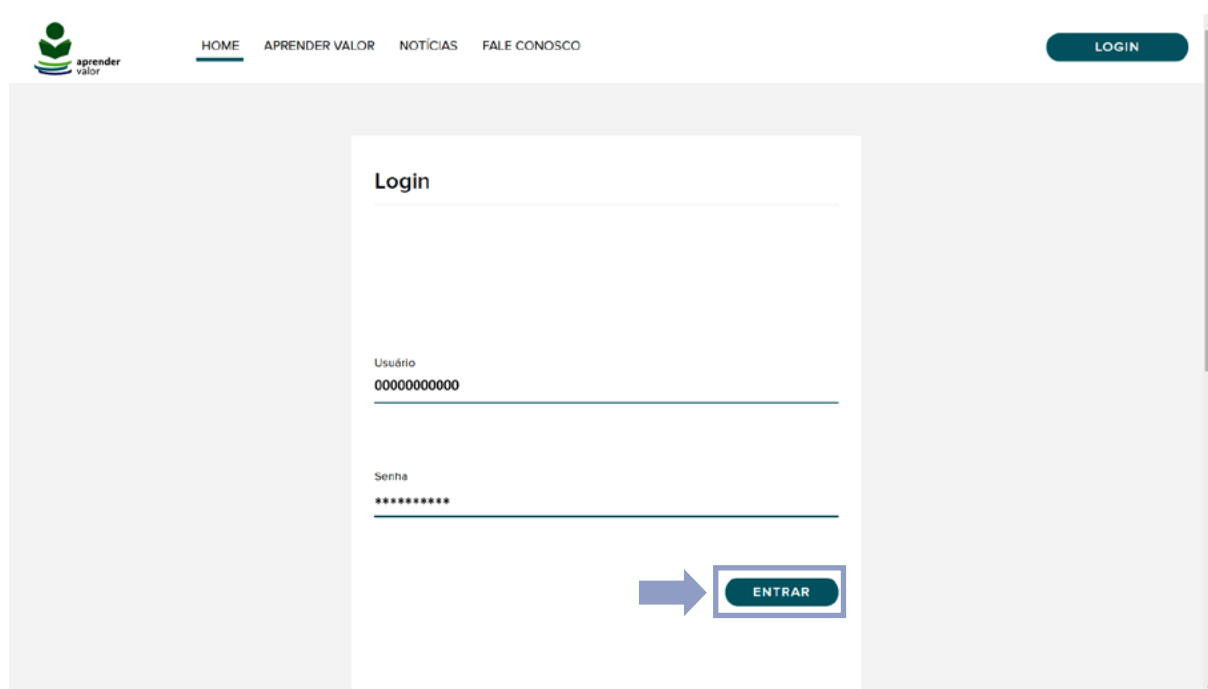 aprender
valor
HOME APRENDER VALOR NOTÍCIAS FALE CONOSCO
LOGIN
Login
Usuário
00000000000
Senha
**********
ENTRAR